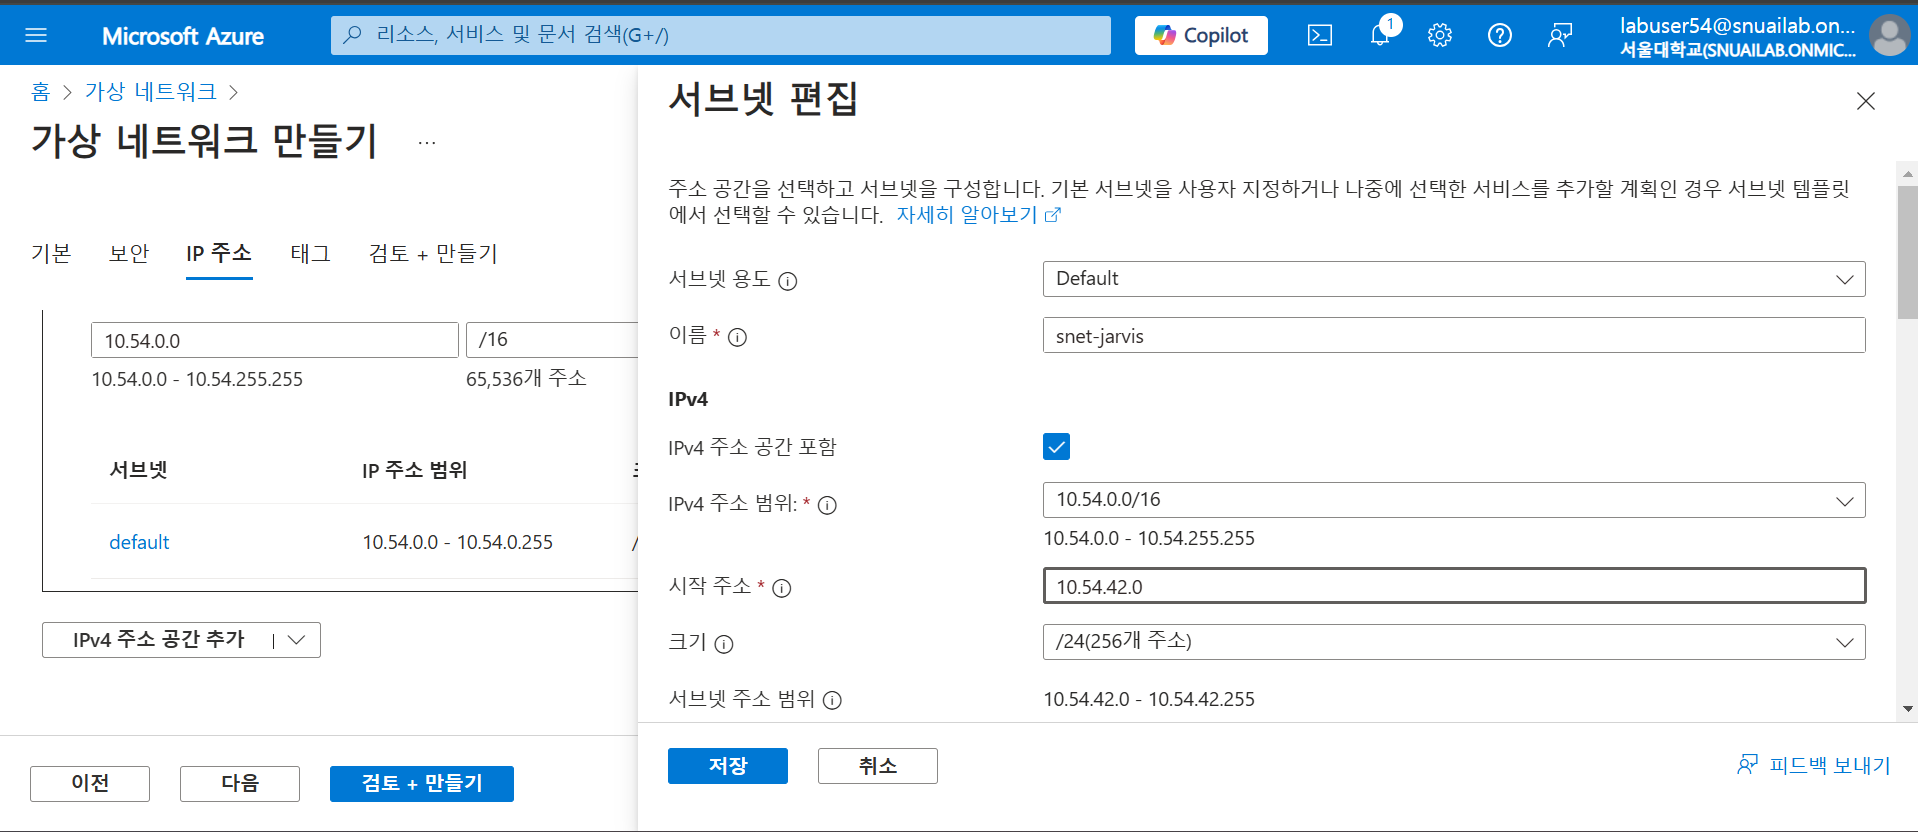 Microsoft Azure
리소스, 서비스 및 문서 검색(G+/)
Copilot
1
labuser54@snuailab.on...
서울대학교(SNUAILAB.ONMIC...
홈 > 가상 네트워크 >
가상 네트워크 만들기 ...
기본 보안 IP 주소 태그 검토 + 만들기
10.54.0.0 /16
10.54.0.0 - 10.54.255.255 65,536개 주소
서브넷 IP 주소 범위
default 10.54.0.0 - 10.54.0.255 /
IPv4 주소 공간 추가
이전 다음 검토 + 만들기
서브넷 편집
주소 공간을 선택하고 서브넷을 구성합니다. 기본 서브넷을 사용자 지정하거나 나중에 선택한 서비스를 추가할 계획인 경우 서브넷 템플릿
에서 선택할 수 있습니다. 자세히 알아보기
서브넷 용도 Default
이름 * snet-jarvis
IPv4
IPv4 주소 공간 포함
IPv4 주소 범위: * 10.54.0.0/16
10.54.0.0 - 10.54.255.255
시작 주소 * 10.54.42.0
크기 /24(256개 주소)
서브넷 주소 범위 10.54.42.0 - 10.54.42.255
저장 취소 피드백 보내기